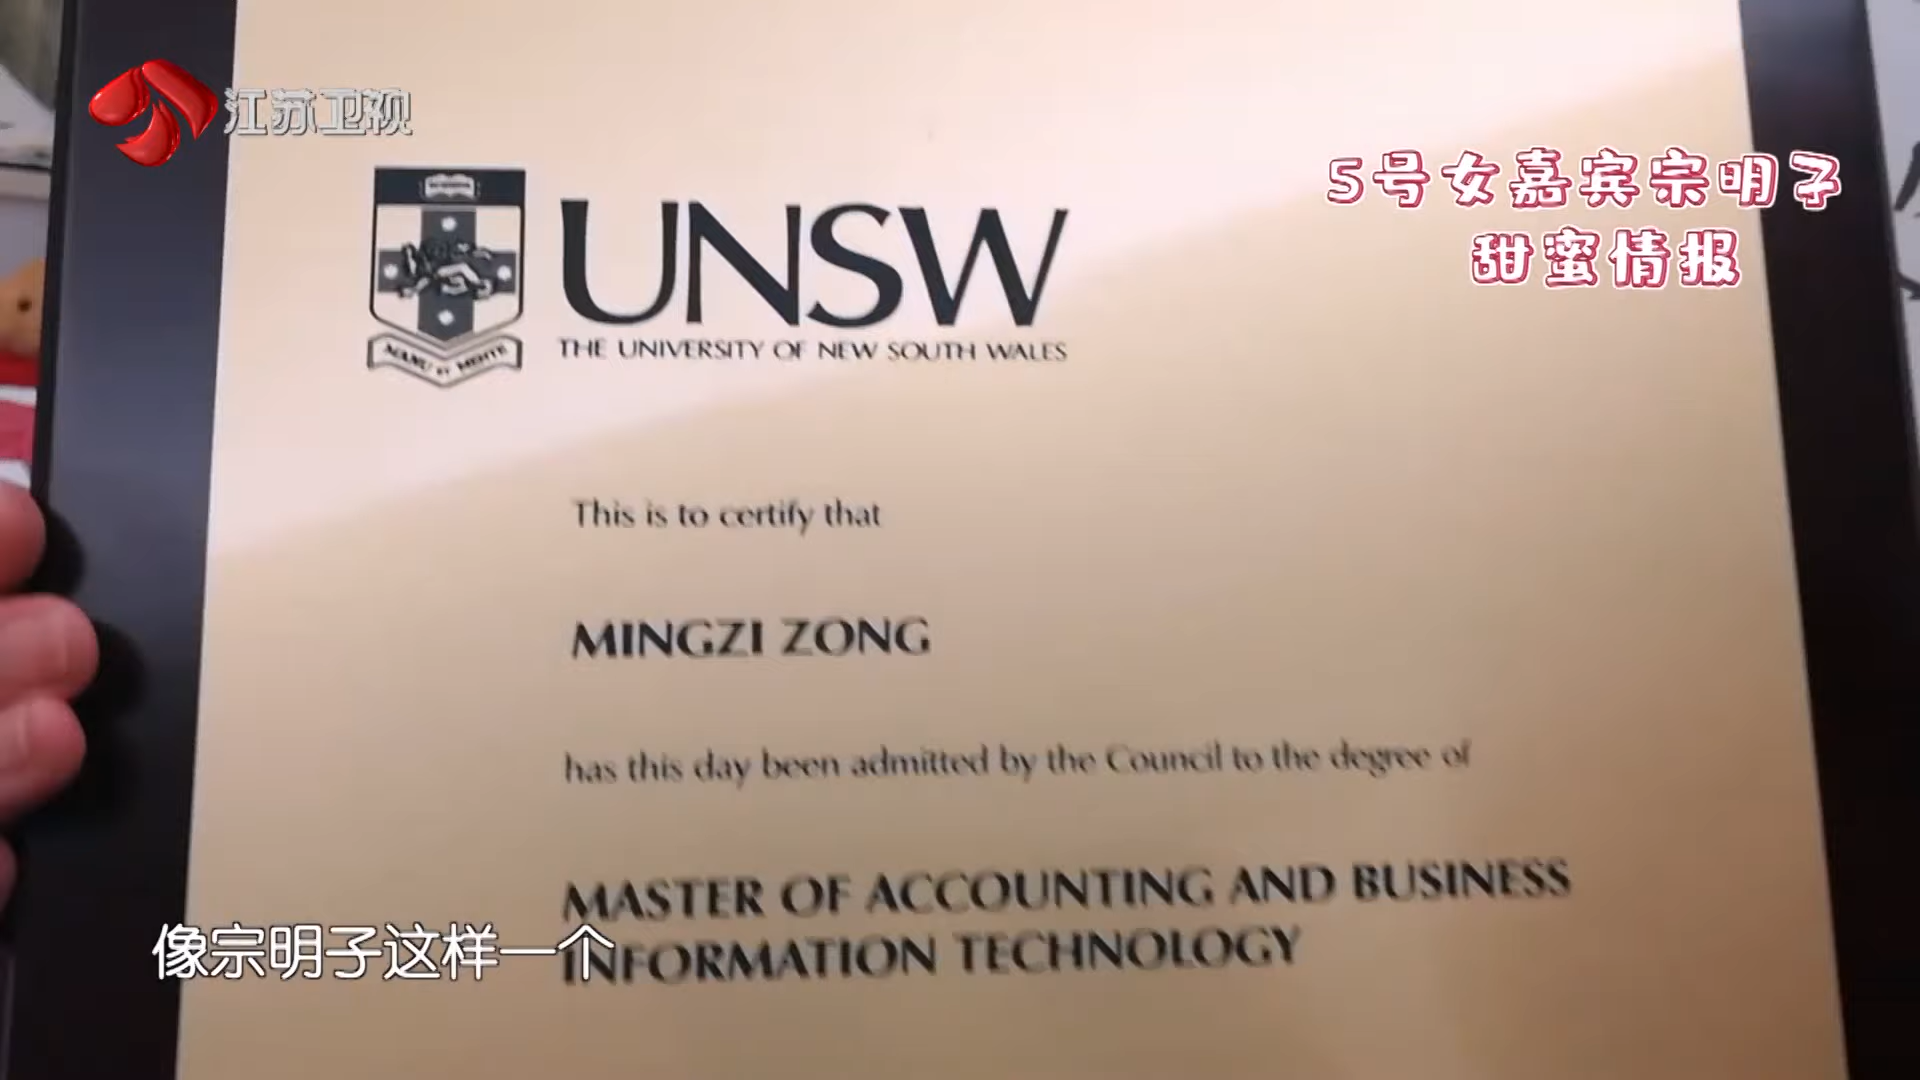 江苏卫视
5号女嘉宾宗明子
甜蜜情报
UNSW
THE UNIVERSITY OF NEW SOUTH WALES
MANU ET MENTE
This is to certify that
MINGZI ZONG
has this day been admitted by the Council to the degree of
MASTER OF ACCOUNTING AND BUSINESS
INFORMATION TECHNOLOGY
像宗明子这样一个